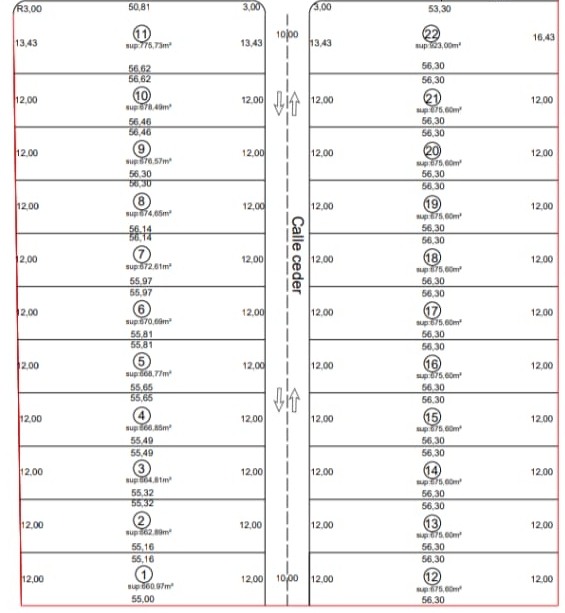 R3,00 50,81 3,00 3,00 53,30
10,00
11 22
sup:775,73m² sup:923,00m²
13,43 13,43 13,43 16,43
56,62 56,30
56,62 56,30
10 21
12,00 12,00 12,00 12,00
sup:678,49m² sup:675,60m²
56,46 56,30
56,46 56,30
9 20
12,00 12,00 12,00 12,00
sup:676,57m² sup:675,60m²
56,30 56,30
56,30 56,30
8 19
12,00 12,00 12,00 12,00
sup:674,65m² sup:675,60m²
56,14 56,30
56,14 56,30
Calle ceder
7 18
12,00 12,00 12,00 12,00
sup:672,61m² sup:675,60m²
55,97 56,30
55,97 56,30
6 17
12,00 12,00 12,00 12,00
sup:670,69m² sup:675,60m²
55,81 56,30
55,81 56,30
5 16
12,00 12,00 12,00 12,00
sup:668,77m² sup:675,60m²
55,65 56,30
55,65 56,30
4 15
12,00 12,00 12,00 12,00
sup:666,85m² sup:675,60m²
55,49 56,30
55,49 56,30
3 14
12,00 12,00 12,00 12,00
sup:664,81m² sup:675,60m²
55,32 56,30
55,32 56,30
2 13
12,00 12,00 12,00 12,00
sup:662,89m² sup:675,60m²
55,16 56,30
55,16 56,30
1 12
12,00 12,00 10,00 12,00 12,00
sup:660,97m² sup:675,60m²
55,00 56,30